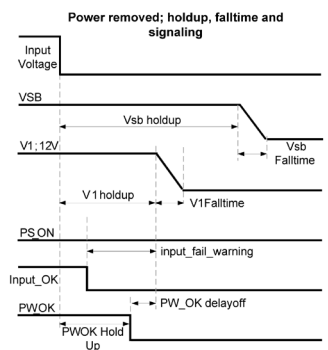 Power removed; holdup, falltime and
signaling
Input
Voltage
VSB
Vsb holdup
Vsb
Falltime
V1;12V
V1holdup
V1Falltime
PS_ON
input_fail_warning
Input_OK
PW_OK delayoff
PWOK
PWOK Hold
Up